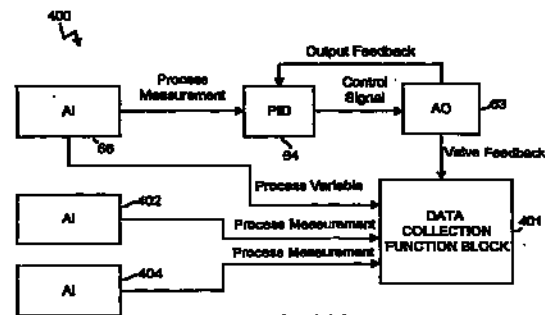 400
Output Feedback
Process
Measurement
Control
Signal
AI
PID
AO
63
66
64
Valve Feedback
Process Variable
402
AI
Process Measurement
DATA
COLLECTION
FUNCTION BLOCK
401
Process Measurement
404
AI